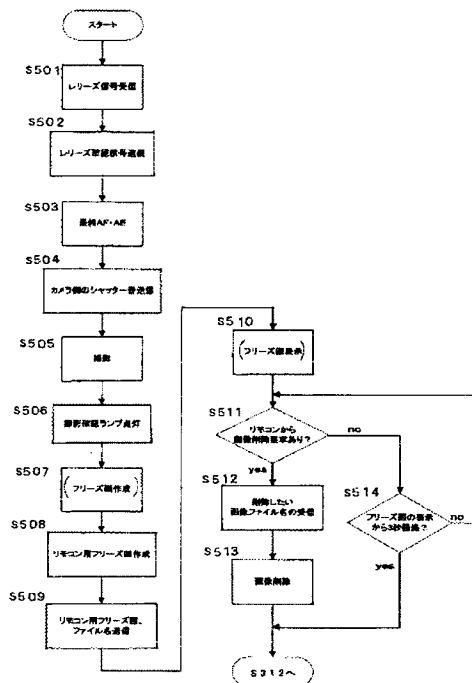 スタート
S501
レリーズ信号受信
S502
レリーズ確認信号送信
S503
最終AF・AE
S504
カメラ側のシャッター音送信
S505
撮影
S506
撮影確認ランプ点灯
S507
(フリーズ画作成)
S508
リモコン用フリーズ画作成
S509
リモコン用フリーズ画、
ファイル名送信
S510
(フリーズ画表示)
S511
リモコンから
画像削除要求あり?
no
yes
S512
削除したい
画像ファイル名の受信
S513
画像削除
S514
フリーズ画の表示
から3秒経過?
no
yes
S312へ